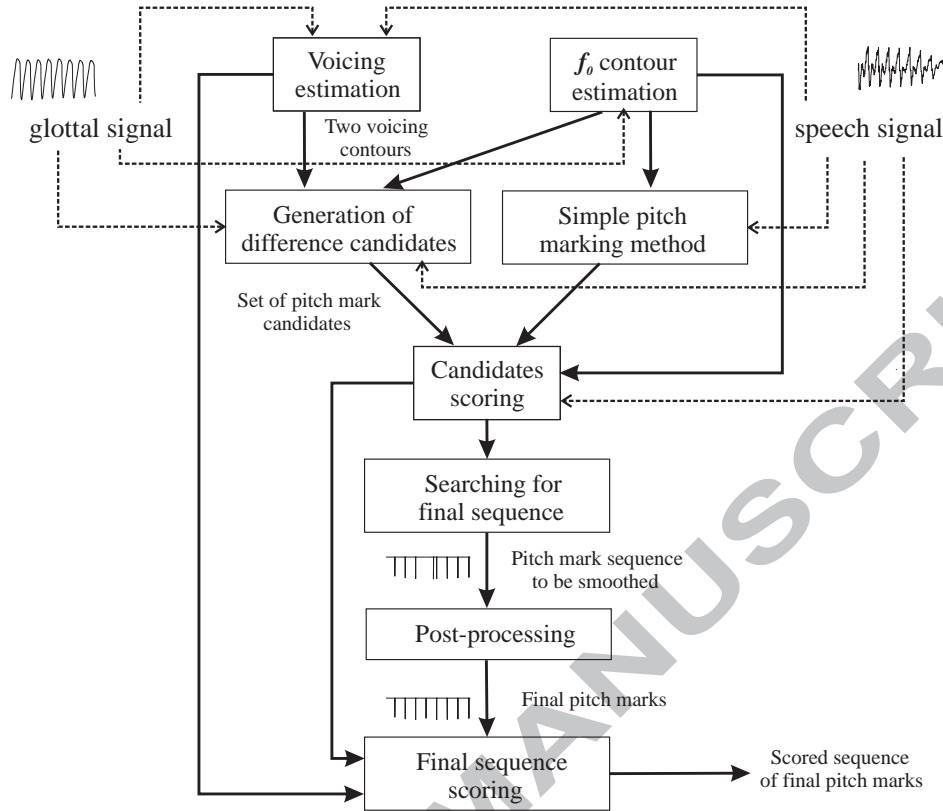 Voicing
estimation
f0 contour
estimation
glottal signal
speech signal
Two voicing
contours
Generation of
difference candidates
Simple pitch
marking method
Set of pitch mark
candidates
Candidates
scoring
Searching for
final sequence
Pitch mark sequence
to be smoothed
Post-processing
Final pitch marks
Final sequence
scoring
Scored sequence
of final pitch marks
MANUSCR